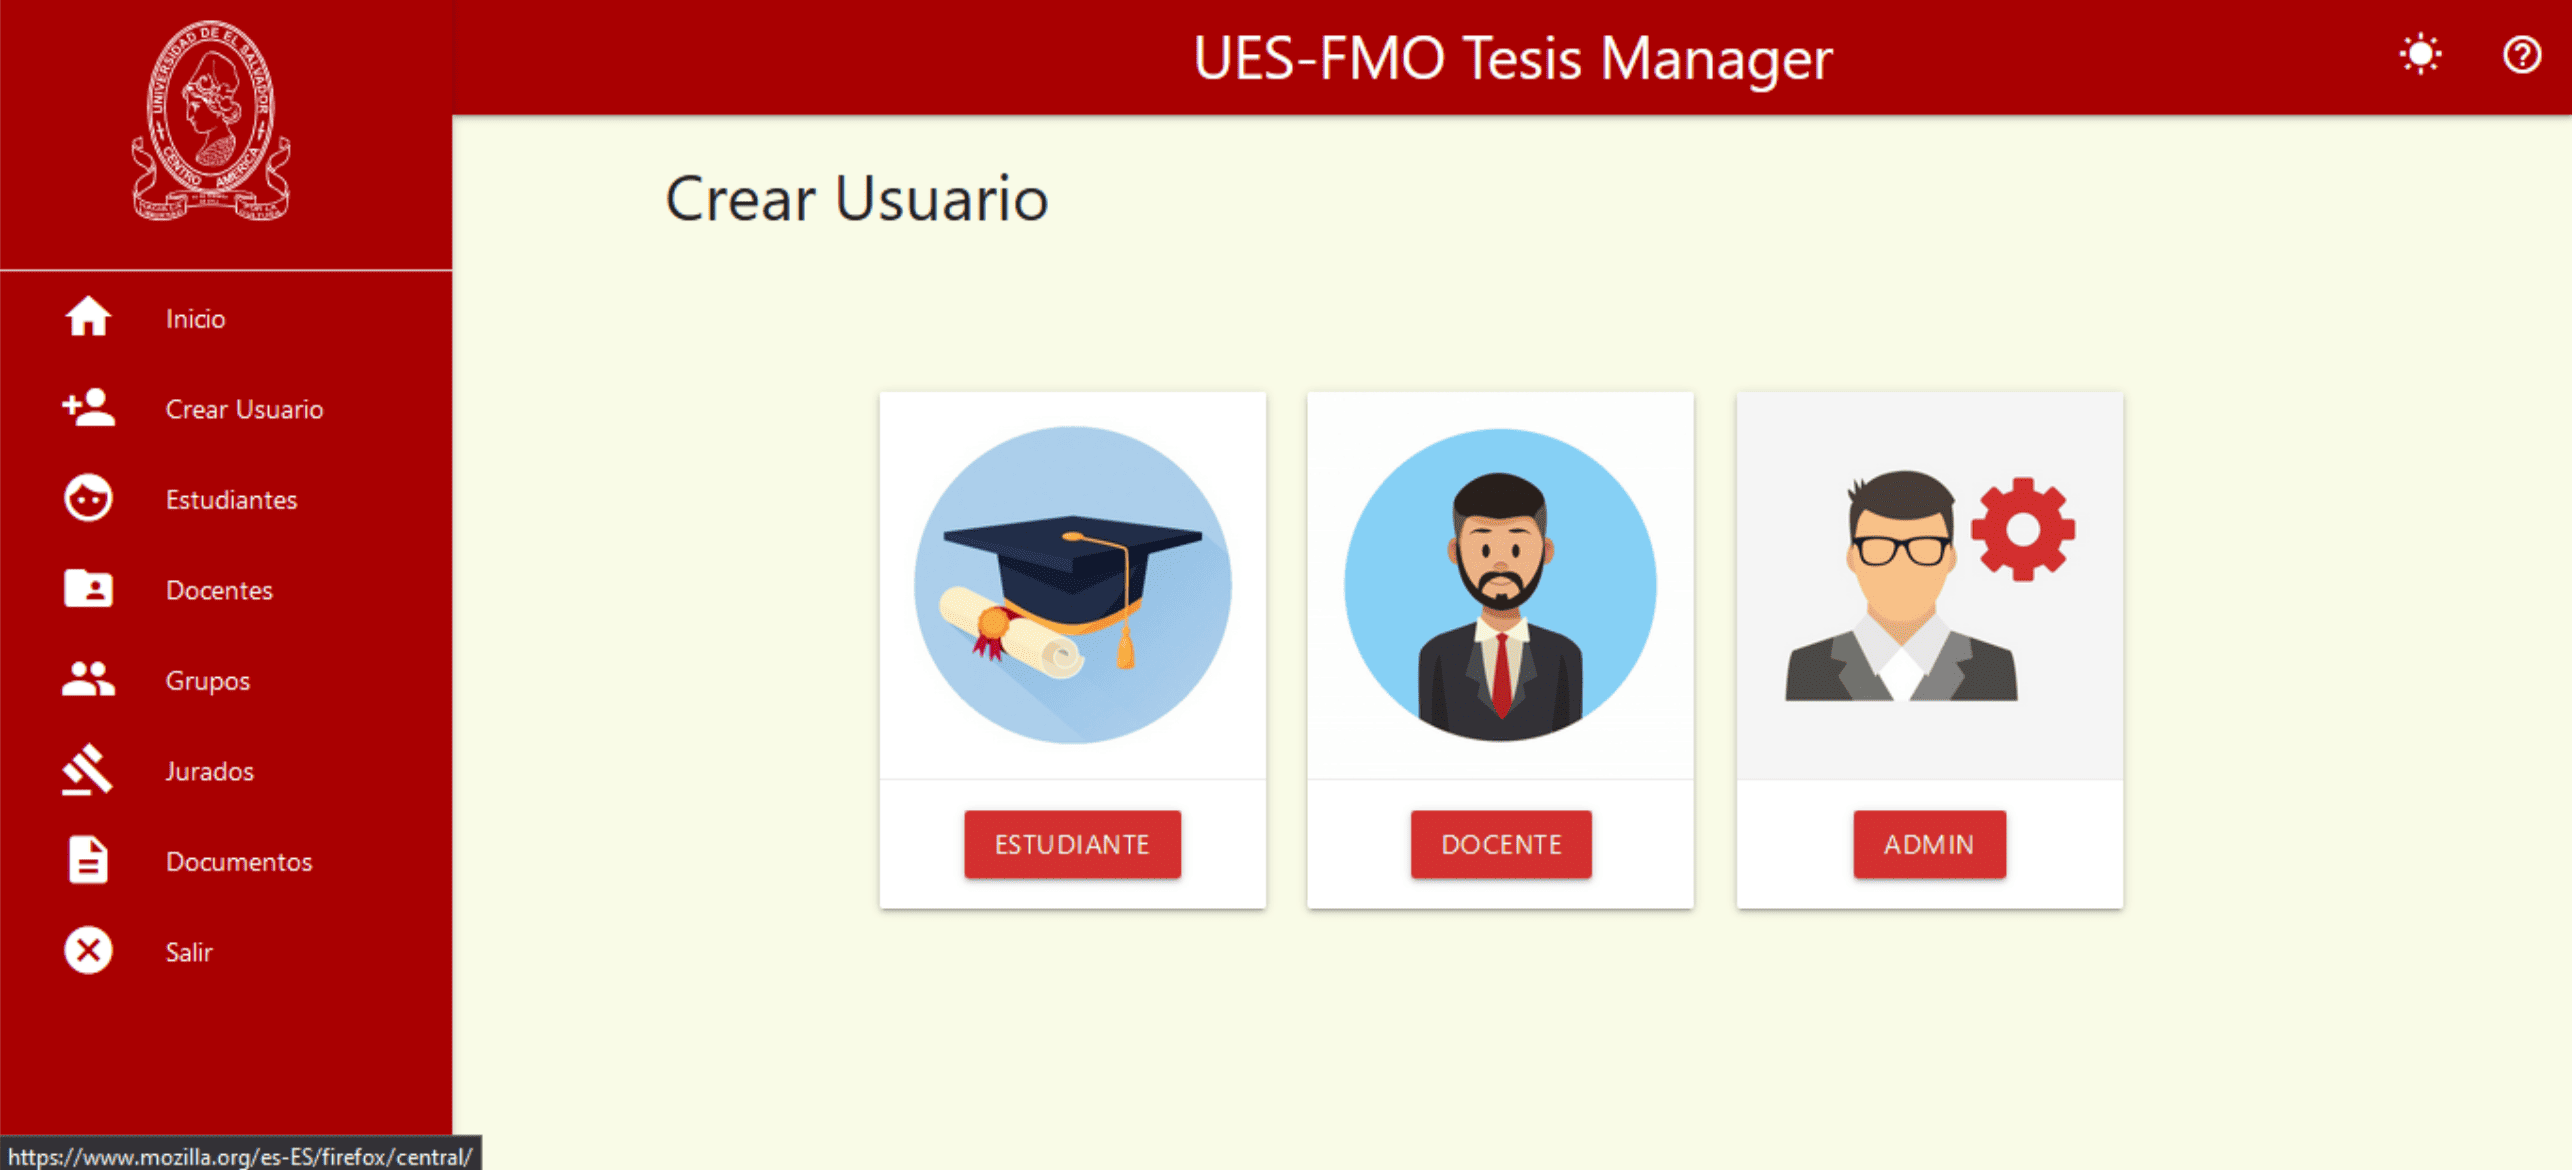 UNIVERSIDAD DE EL SALVADOR
CENTRO AMERICA
UES-FMO Tesis Manager
Inicio
Crear Usuario
Estudiantes
Docentes
Grupos
Jurados
Documentos
Salir
Crear Usuario
ESTUDIANTE
DOCENTE
ADMIN
https://www.mozilla.org/es-ES/firefox/central/